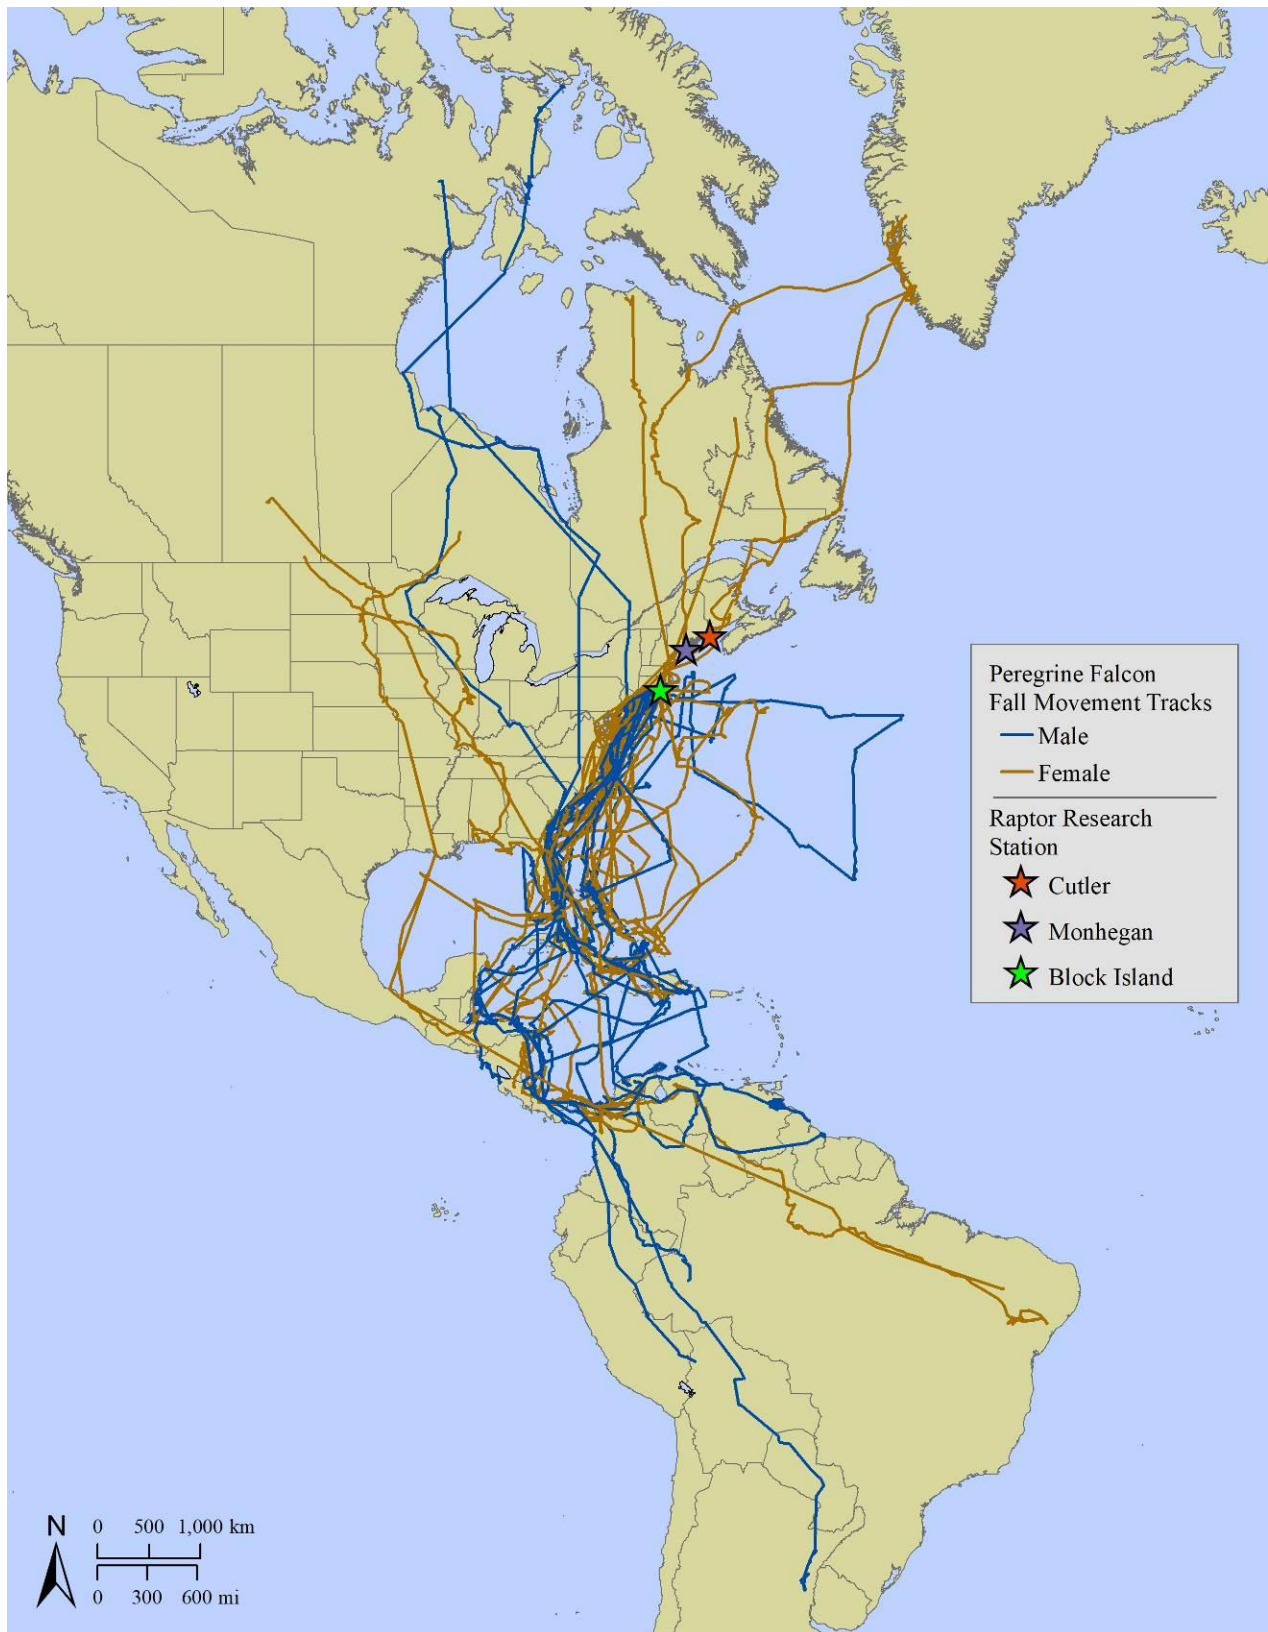 Peregrine Falcon
Fall Movement Tracks
Male
Female
Raptor Research
Station
Cutler
Monhegan
Block Island
N
0 500 1,000 km
0 300 600 mi